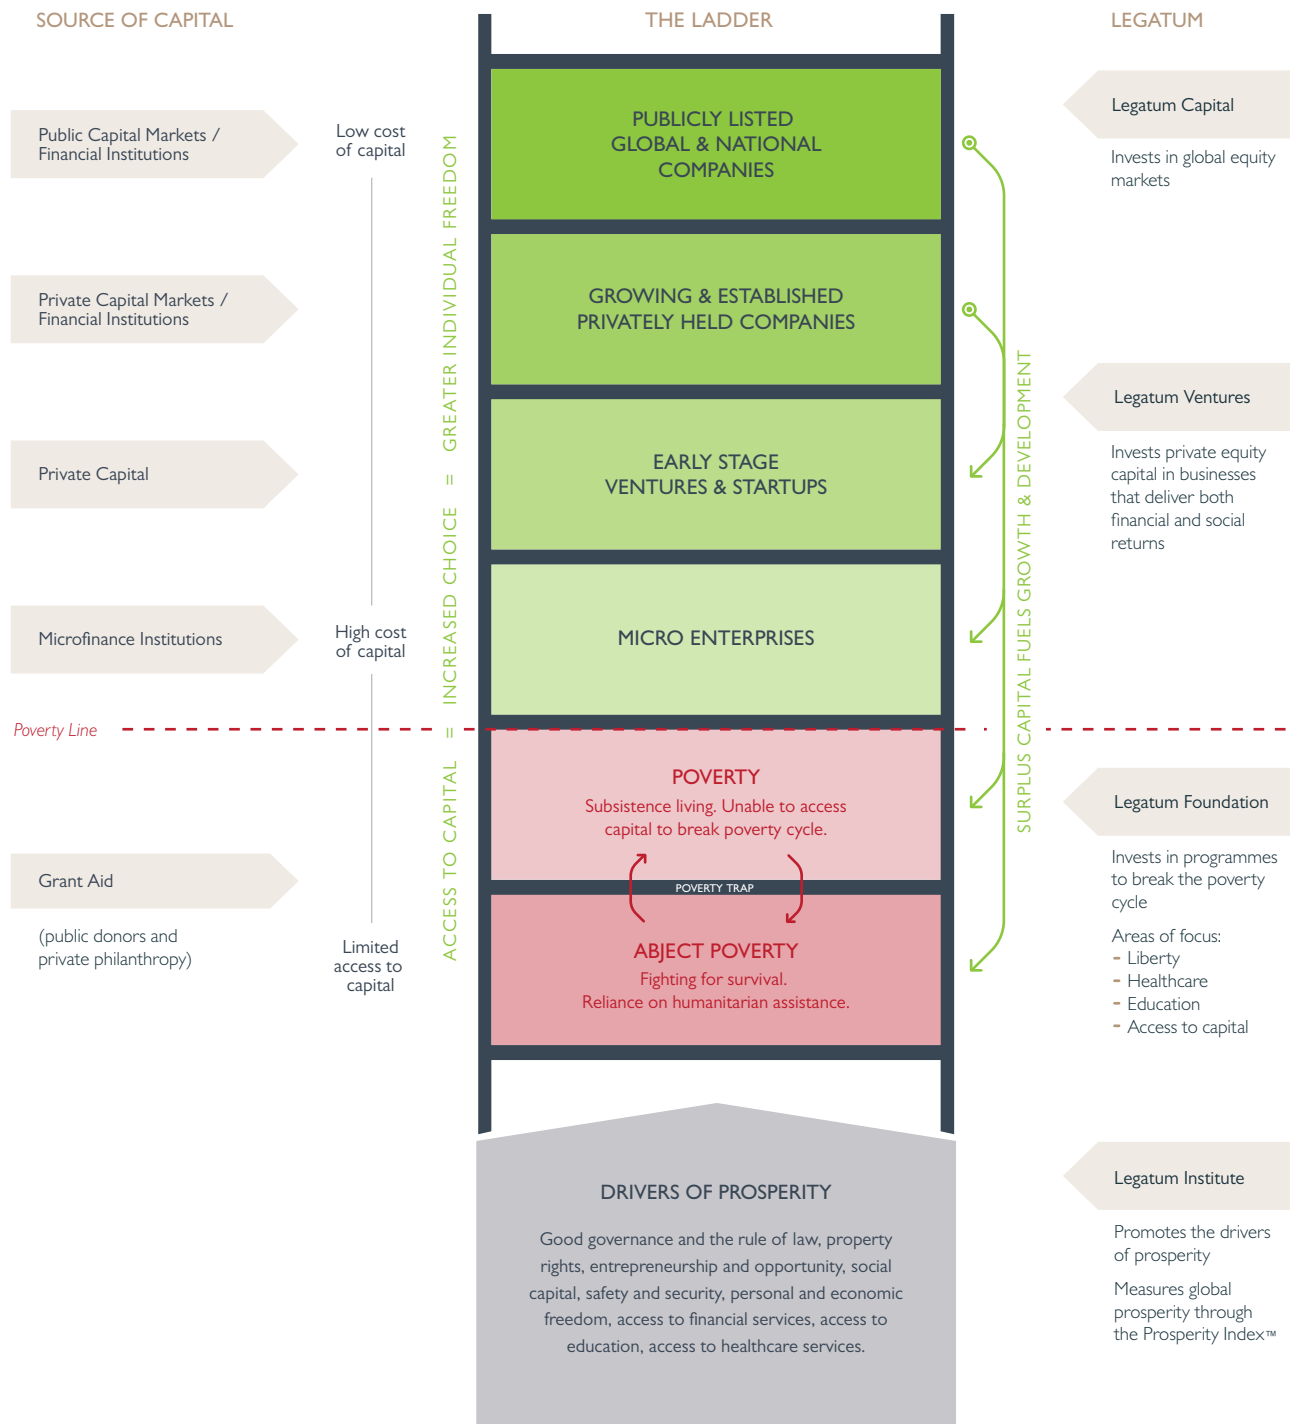 SOURCE OF CAPITAL
THE LADDER
LEGATUM
Public Capital Markets /
Financial Institutions
Private Capital Markets /
Financial Institutions
Private Capital
Microfinance Institutions
Poverty Line
Grant Aid
(public donors and
private philanthropy)
Low cost
of capital
High cost
of capital
Limited
access to
capital
ACCESS TO CAPITAL = INCREASED CHOICE = GREATER INDIVIDUAL FREEDOM
PUBLICLY LISTED
GLOBAL & NATIONAL
COMPANIES
GROWING & ESTABLISHED
PRIVATELY HELD COMPANIES
EARLY STAGE
VENTURES & STARTUPS
MICRO ENTERPRISES
POVERTY
Subsistence living. Unable to access
capital to break poverty cycle.
POVERTY TRAP
ABJECT POVERTY
Fighting for survival.
Reliance on humanitarian assistance.
DRIVERS OF PROSPERITY
Good governance and the rule of law, property
rights, entrepreneurship and opportunity, social
capital, safety and security, personal and economic
freedom, access to financial services, access to
education, access to healthcare services.
SURPLUS CAPITAL FUELS GROWTH & DEVELOPMENT
Legatum Capital
Invests in global equity
markets
Legatum Ventures
Invests private equity
capital in businesses
that deliver both
financial and social
returns
Legatum Foundation
Invests in programmes
to break the poverty
cycle
Areas of focus:
- Liberty
- Healthcare
- Education
- Access to capital
Legatum Institute
Promotes the drivers
of prosperity
Measures global
prosperity through
the Prosperity Index™